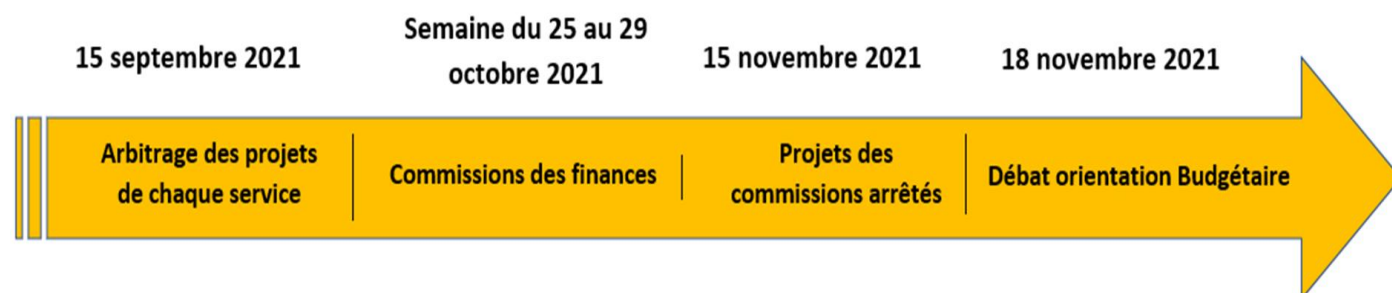 15 septembre 2021
Semaine du 25 au 29
octobre 2021
15 novembre 2021
18 novembre 2021
Arbitrage des projets
de chaque service
Commissions des finances
Projets des
commissions arrêtés
Débat orientation Budgétaire